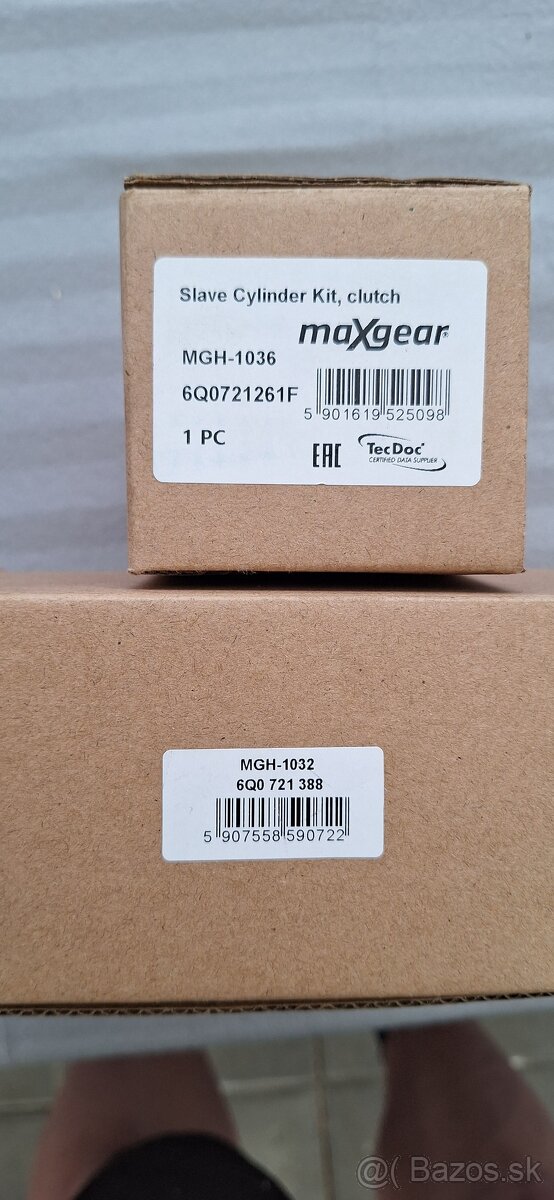 Slave Cylinder Kit, clutch
maXgear
MGH-1036
6Q0721261F
5 901619 525098
1 PC
EAC
TecDoc
CERTIFIED DATA SUPPLIER
MGH-1032
6Q0 721 388
5 907558 590722
@( Bazos.sk